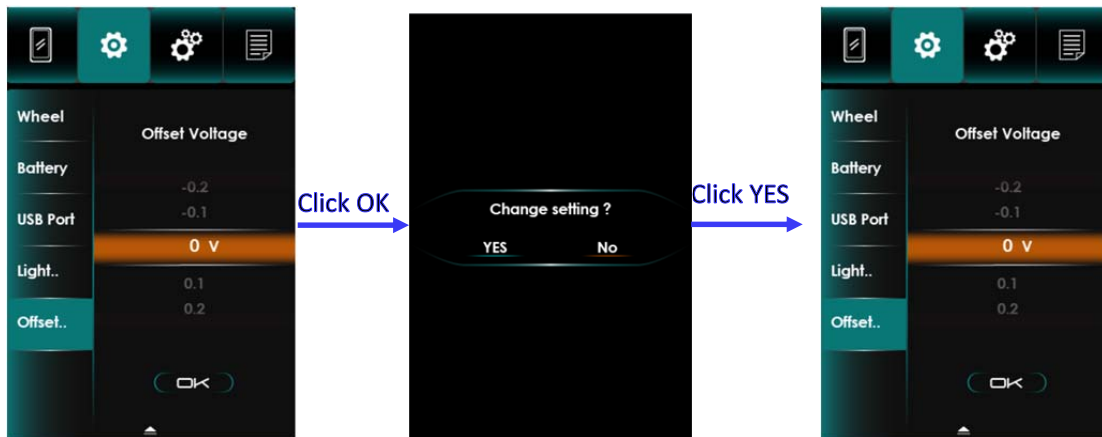 Wheel
Battery
USB Port
Light..
Offset..
Offset Voltage
-0.2
-0.1
0 V
0.1
0.2
OK
Click OK
Change setting ?
YES No
Click YES
Wheel
Battery
USB Port
Light..
Offset..
Offset Voltage
-0.2
-0.1
0 V
0.1
0.2
OK